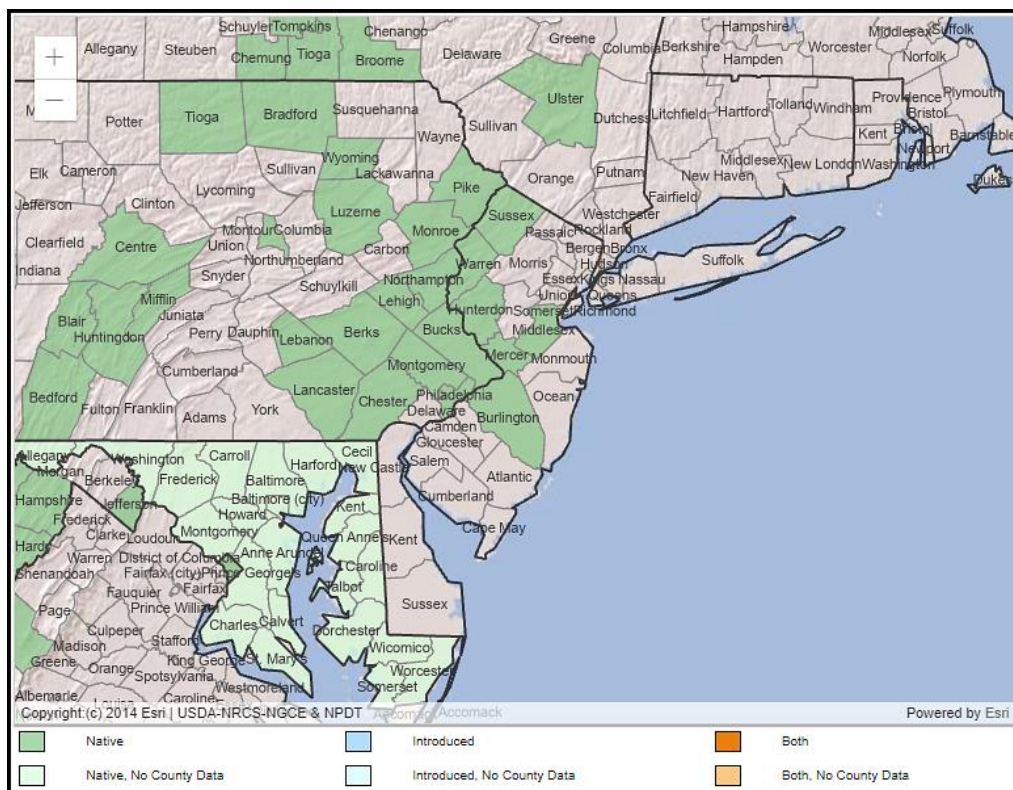 Schuyler Tompkins Chenango Greene Hampshire Middlesex Suffolk
Allegany Steuben Delaware Columbia Berkshire Worcester
+ Chemung Tioga Broome Hampden Norfolk
− Ulster Tolland Providence Plymouth
Potter Tioga Bradford Susquehanna Sullivan Dutchess Litchfield Hartford Windham Bristol
Wayne Kent Bristol Barnstable
Elk Cameron Sullivan Wyoming Middlesex New London Washington Newport
Lycoming Lackawanna Orange Putnam New Haven Dukes
Jefferson Clinton Luzerne Pike Fairfield
Clearfield Centre Montour Columbia Monroe Sussex Westchester
Union Carbon Passaic Rockland
Indiana Northumberland Warren Morris Bergen Bronx Suffolk
Snyder Schuylkill Northampton Essex Hudson Kings Nassau
Mifflin Lehigh Hunterdon Union Queens
Blair Huntingdon Juniata Perry Dauphin Berks Bucks Somerset Richmond
Lebanon Middlesex
Cumberland Montgomery Mercer Monmouth
Bedford Fulton Franklin Adams York Lancaster Chester Philadelphia Ocean
Delaware Burlington
Camden
Allegany Washington Carroll Cecil Gloucester
Morgan Berkeley Frederick Baltimore Harford New Castle Salem Atlantic
Hampshire Jefferson Baltimore (city) Cumberland
Frederick Howard Kent
Hardy Clarke Loudoun Montgomery Queen Anne's Kent Cape May
Warren District of Columbia Anne Arundel
Shenandoah Fairfax (city) Prince George's Caroline
Page Fauquier Fairfax Talbot Sussex
Prince William
Culpeper Charles Calvert Dorchester
Madison Stafford Wicomico
Greene Orange King George St. Mary's Worcester
Spotsylvania Somerset
Albemarle Louisa Caroline Westmoreland
Copyright:(c) 2014 Esri | USDA-NRCS-NGCE & NPDT Accomack Accomack Powered by Esri
Native Introduced Both
Native, No County Data Introduced, No County Data Both, No County Data